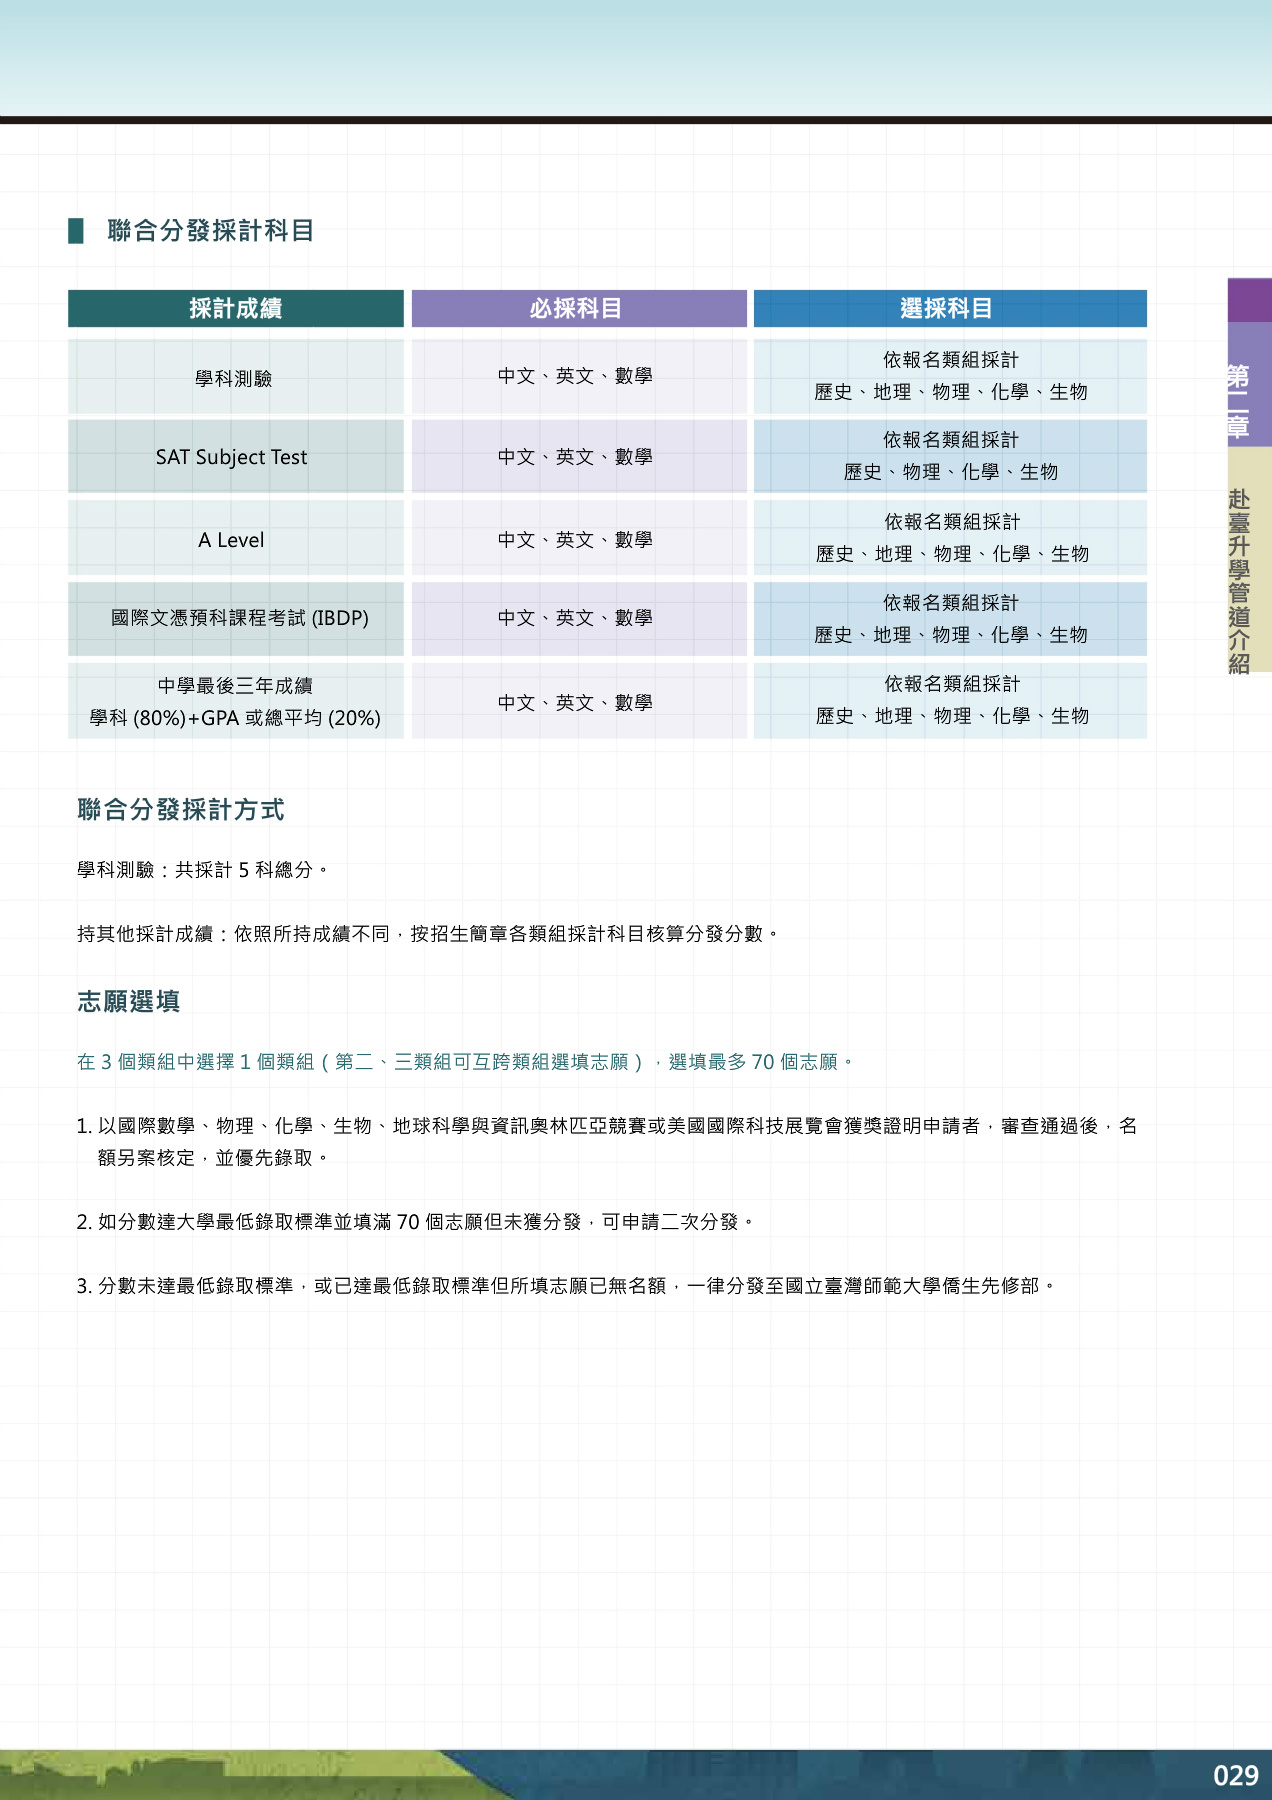 聯合分發採計科目
採計成績 必採科目 選採科目
學科測驗 中文、英文、數學 依報名類組採計
歷史、地理、物理、化學、生物
SAT Subject Test 中文、英文、數學 依報名類組採計
歷史、物理、化學、生物
A Level 中文、英文、數學 依報名類組採計
歷史、地理、物理、化學、生物
國際文憑預科課程考試 (IBDP) 中文、英文、數學 依報名類組採計
歷史、地理、物理、化學、生物
中學最後三年成績
學科 (80%)+GPA 或總平均 (20%) 中文、英文、數學 依報名類組採計
歷史、地理、物理、化學、生物
聯合分發採計方式
學科測驗：共採計 5 科總分。
持其他採計成績：依照所持成績不同，按招生簡章各類組採計科目核算分發分數。
志願選填
在 3 個類組中選擇 1 個類組（第二、三類組可互跨類組選填志願），選填最多 70 個志願。
1. 以國際數學、物理、化學、生物、地球科學與資訊奧林匹亞競賽或美國國際科技展覽會獲獎證明申請者，審查通過後，名
額另案核定，並優先錄取。
2. 如分數達大學最低錄取標準並填滿 70 個志願但未獲分發，可申請二次分發。
3. 分數未達最低錄取標準，或已達最低錄取標準但所填志願已無名額，一律分發至國立臺灣師範大學僑生先修部。
第二章
赴臺升學管道介紹
029